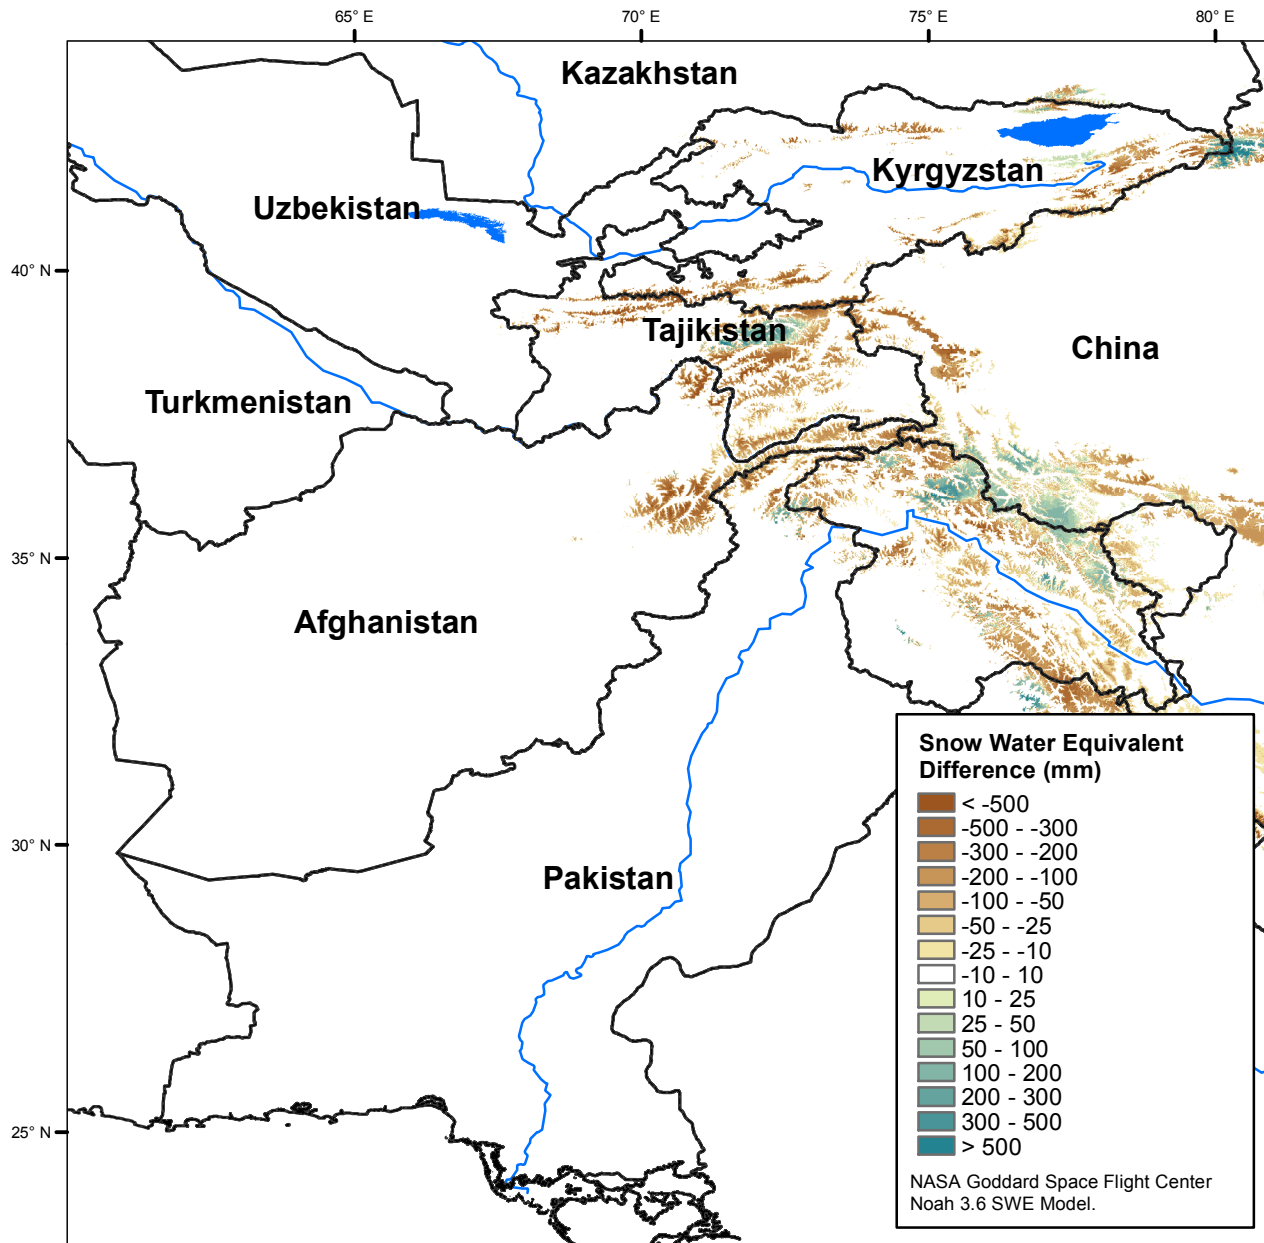 65° E
70° E
75° E
80° E
Kazakhstan
Kyrgyzstan
Uzbekistan
40° N
Tajikistan
China
Turkmenistan
35° N
Afghanistan
Snow Water Equivalent
Difference (mm)
< -500
-500 - -300
-300 - -200
-200 - -100
-100 - -50
-50 - -25
-25 - -10
-10 - 10
10 - 25
25 - 50
50 - 100
100 - 200
200 - 300
300 - 500
> 500
30° N
Pakistan
25° N
NASA Goddard Space Flight Center
Noah 3.6 SWE Model.